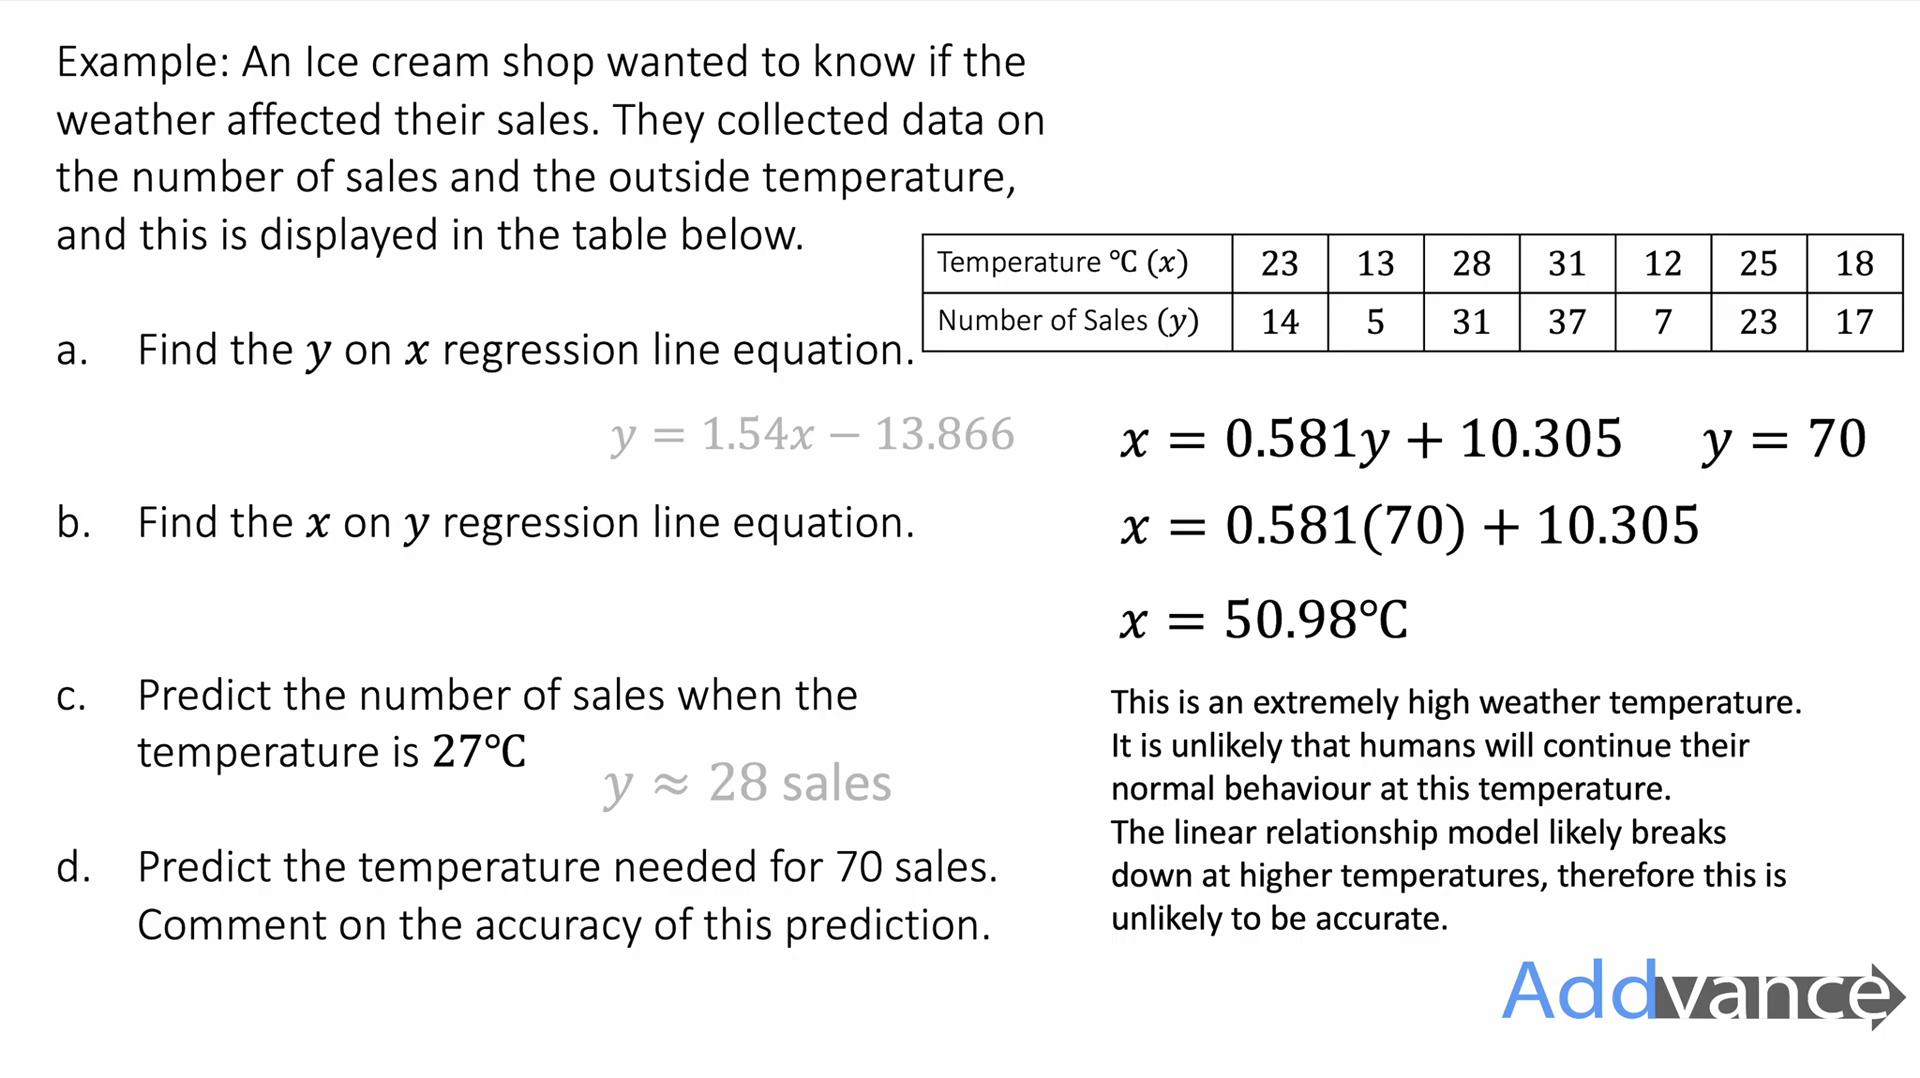 Example: An Ice cream shop wanted to know if the
weather affected their sales. They collected data on
the number of sales and the outside temperature,
and this is displayed in the table below.
Temperature ℃ (x) 23 13 28 31 12 25 18
Number of Sales (y) 14 5 31 37 7 23 17
a. Find the y on x regression line equation.
y = 1.54x − 13.866
b. Find the x on y regression line equation.
c. Predict the number of sales when the
temperature is 27℃
y ≈ 28 sales
d. Predict the temperature needed for 70 sales.
Comment on the accuracy of this prediction.
x = 0.581y + 10.305 y = 70
x = 0.581(70) + 10.305
x = 50.98℃
This is an extremely high weather temperature.
It is unlikely that humans will continue their
normal behaviour at this temperature.
The linear relationship model likely breaks
down at higher temperatures, therefore this is
unlikely to be accurate.
Addvance